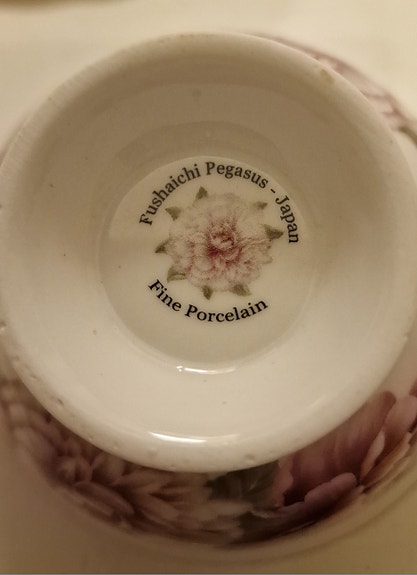 Fushaichi Pegasus - Japan
Fine Porcelain